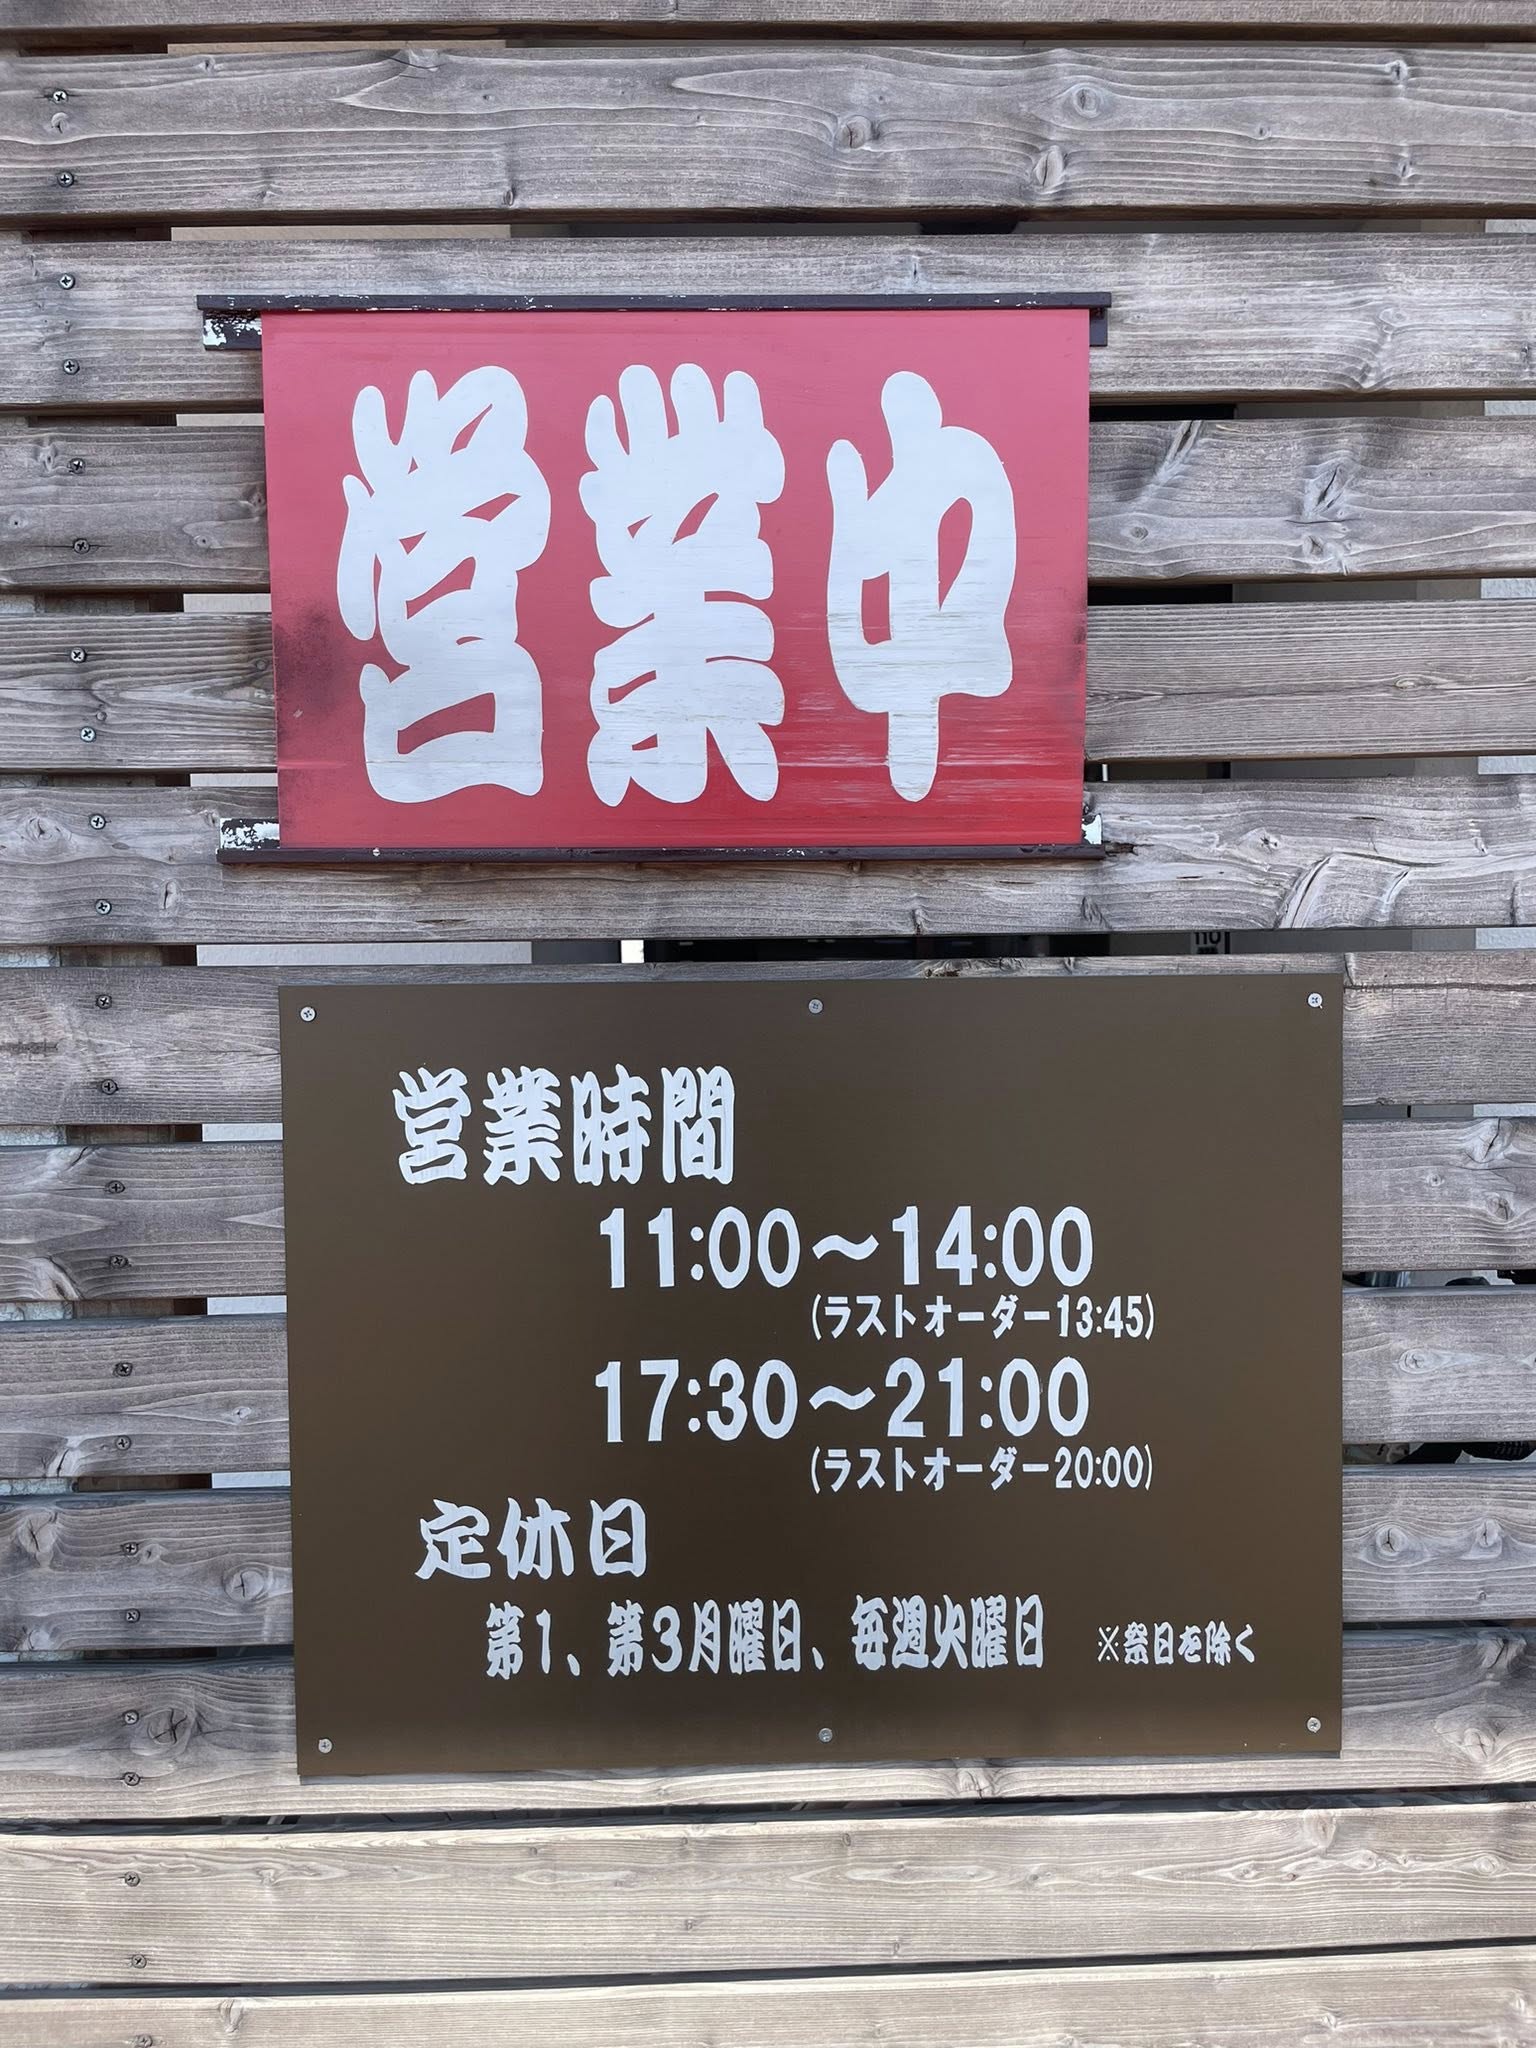 営業中
営業時間
11:00～14:00
(ラストオーダー13:45)
17:30～21:00
(ラストオーダー20:00)
定休日
第1、第3月曜日、毎週火曜日 ※祭日を除く